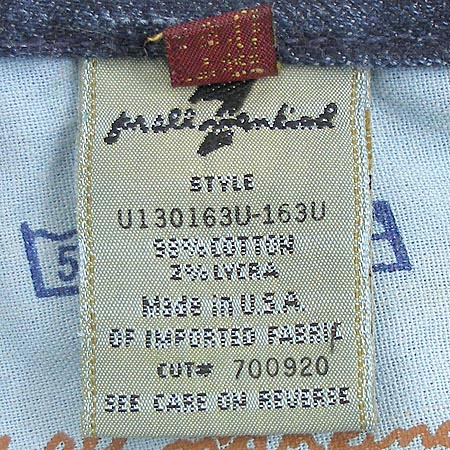 7
for all mankind
STYLE
U130163U-163U
98% COTTON
2% LYCRA
Made in U.S.A.
OF IMPORTED FABRIC
CUT# 700920
SEE CARE ON REVERSE
5